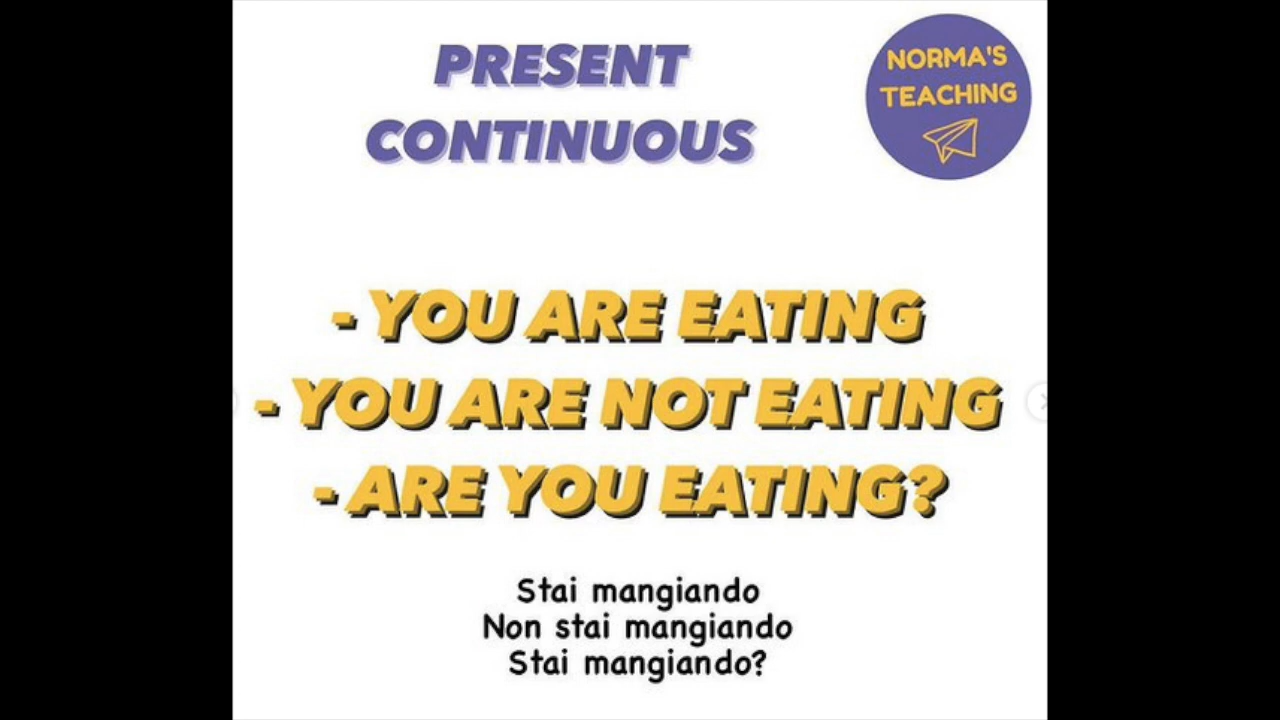 PRESENT
CONTINUOUS
NORMA'S
TEACHING
- YOU ARE EATING
- YOU ARE NOT EATING
- ARE YOU EATING?
Stai mangiando
Non stai mangiando
Stai mangiando?